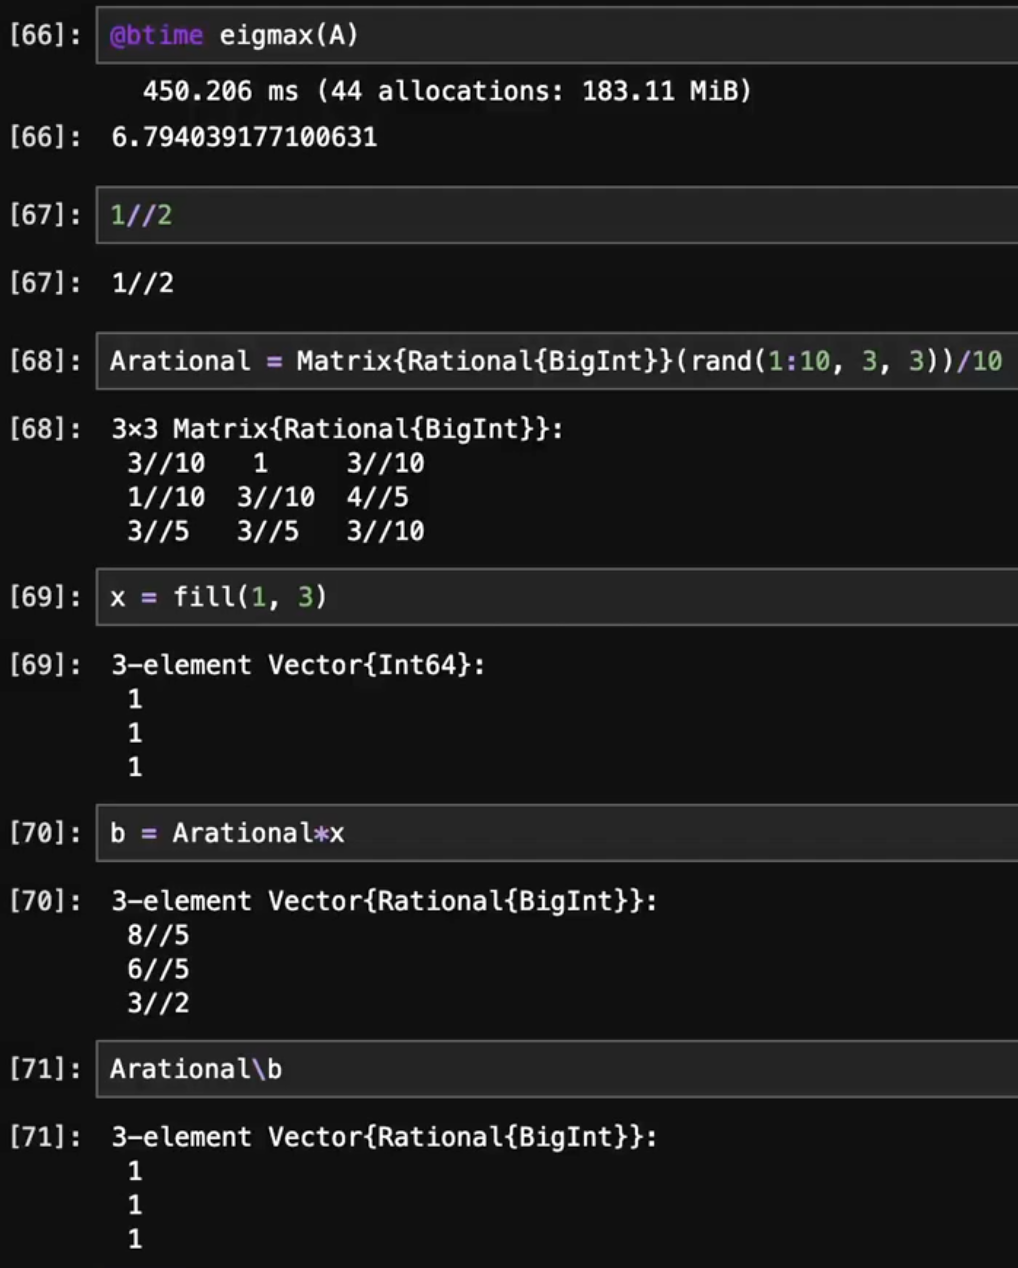 [66]: @btime eigmax(A)
450.206 ms (44 allocations: 183.11 MiB)
[66]: 6.794039177100631
[67]: 1//2
[67]: 1//2
[68]: Arational = Matrix{Rational{BigInt}}(rand(1:10, 3, 3))/10
[68]: 3×3 Matrix{Rational{BigInt}}:
3//10 1 3//10
1//10 3//10 4//5
3//5 3//5 3//10
[69]: x = fill(1, 3)
[69]: 3-element Vector{Int64}:
1
1
1
[70]: b = Arational*x
[70]: 3-element Vector{Rational{BigInt}}:
8//5
6//5
3//2
[71]: Arational\b
[71]: 3-element Vector{Rational{BigInt}}:
1
1
1